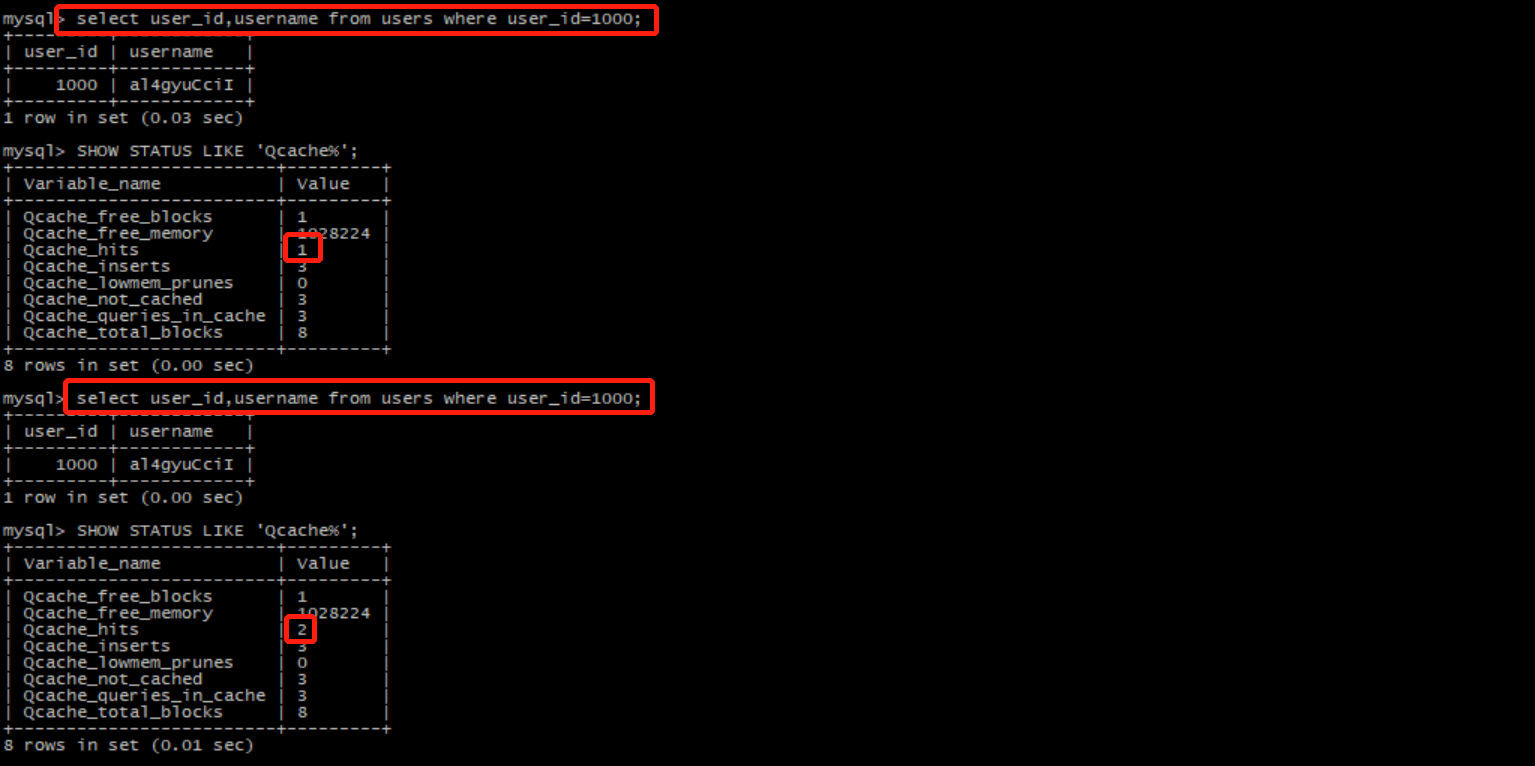 mysql> select user_id,username from users where user_id=1000;
+---------+------------+
| user_id | username   |
+---------+------------+
|    1000 | al4gyuCciI |
+---------+------------+
1 row in set (0.03 sec)
mysql> SHOW STATUS LIKE 'Qcache%';
+-------------------------+---------+
| Variable_name           | Value   |
+-------------------------+---------+
| Qcache_free_blocks      | 1       |
| Qcache_free_memory      | 1028224 |
| Qcache_hits             | 1       |
| Qcache_inserts          | 3       |
| Qcache_lowmem_prunes    | 0       |
| Qcache_not_cached       | 3       |
| Qcache_queries_in_cache | 3       |
| Qcache_total_blocks     | 8       |
+-------------------------+---------+
8 rows in set (0.00 sec)
mysql> select user_id,username from users where user_id=1000;
+---------+------------+
| user_id | username   |
+---------+------------+
|    1000 | al4gyuCciI |
+---------+------------+
1 row in set (0.00 sec)
mysql> SHOW STATUS LIKE 'Qcache%';
+-------------------------+---------+
| Variable_name           | Value   |
+-------------------------+---------+
| Qcache_free_blocks      | 1       |
| Qcache_free_memory      | 1028224 |
| Qcache_hits             | 2       |
| Qcache_inserts          | 3       |
| Qcache_lowmem_prunes    | 0       |
| Qcache_not_cached       | 3       |
| Qcache_queries_in_cache | 3       |
| Qcache_total_blocks     | 8       |
+-------------------------+---------+
8 rows in set (0.01 sec)